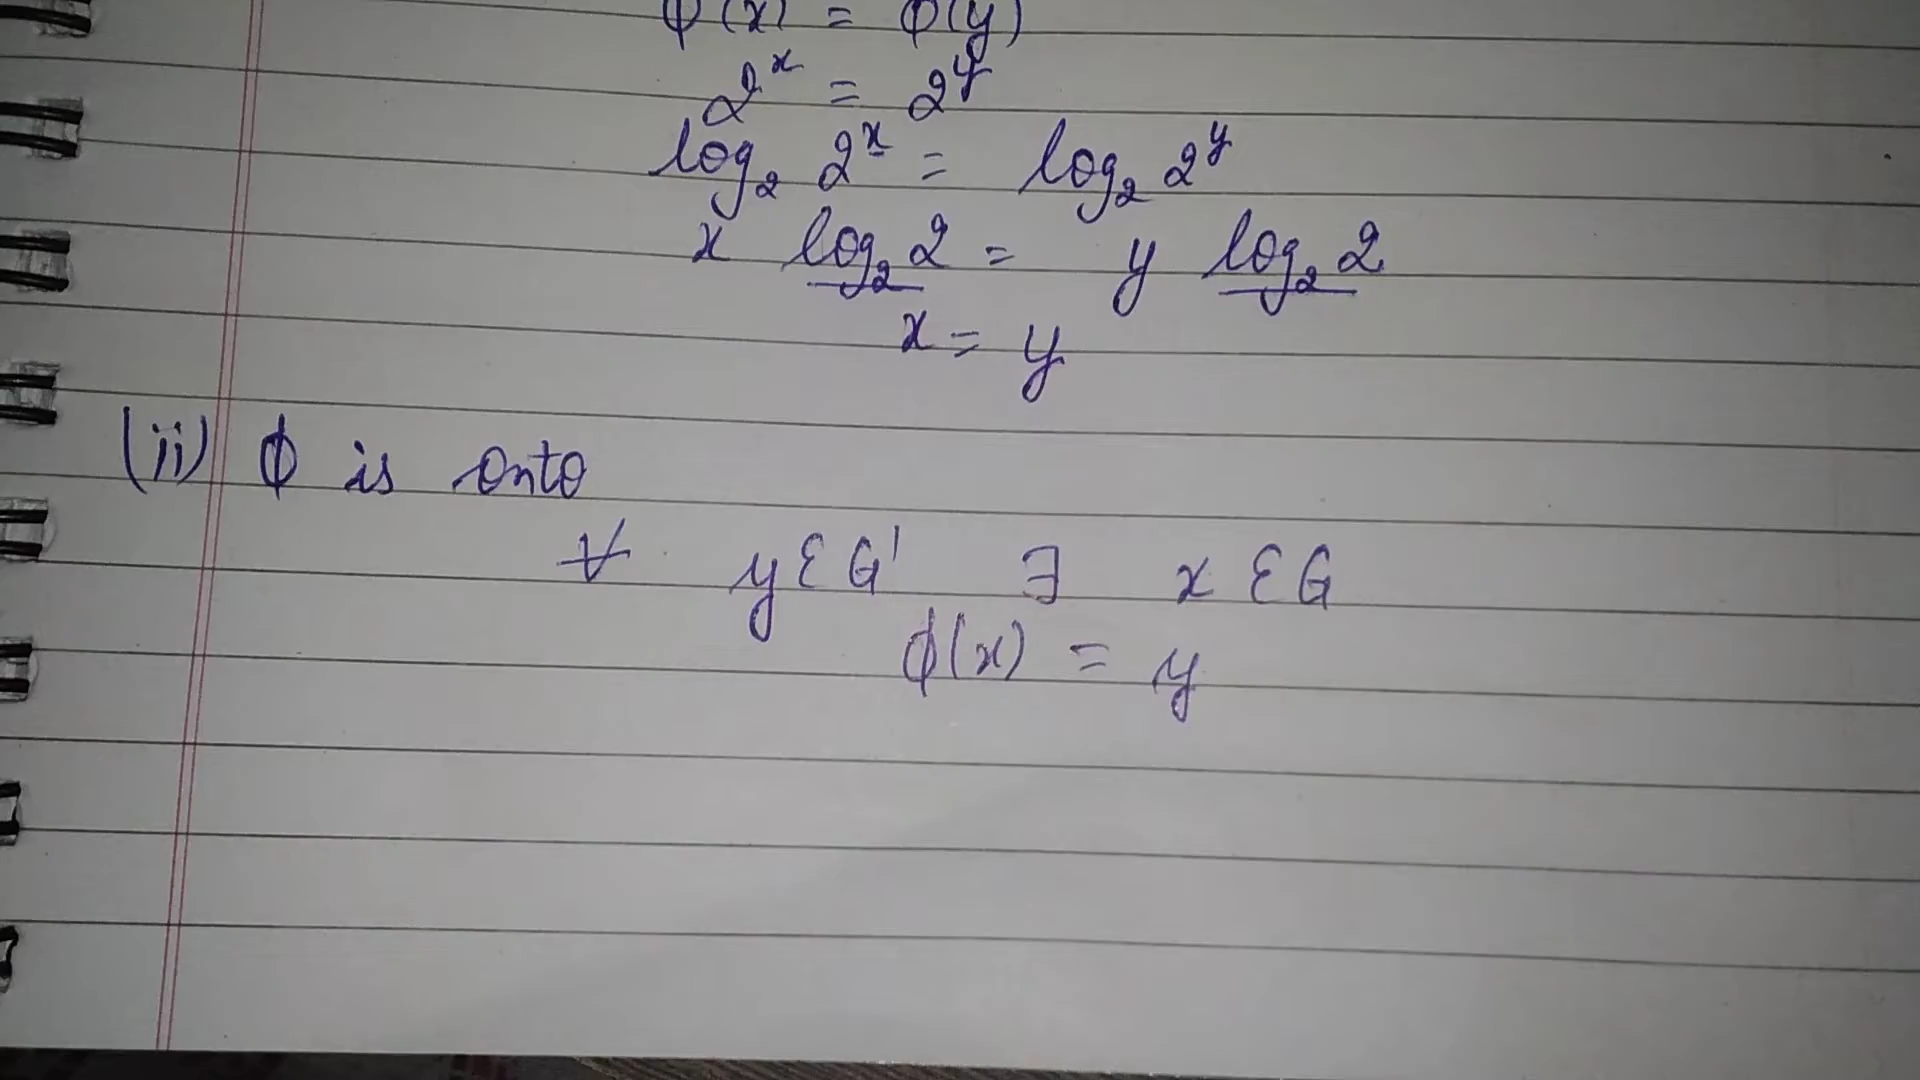 ϕ(x) = ϕ(y)
2^x = 2^y
log₂ 2^x = log₂ 2^y
x log₂ 2 = y log₂ 2
x = y
(ii) ϕ is onto
∀ y ∈ G' ∃ x ∈ G
ϕ(x) = y